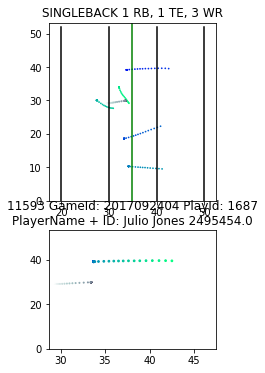 SINGLEBACK 1 RB, 1 TE, 3 WR
50
40
30
20
10
0
20 30 40 50
11593 GameId: 2017092404 PlayId: 1687
PlayerName + ID: Julio Jones 2495454.0
40
20
0
30 35 40 45